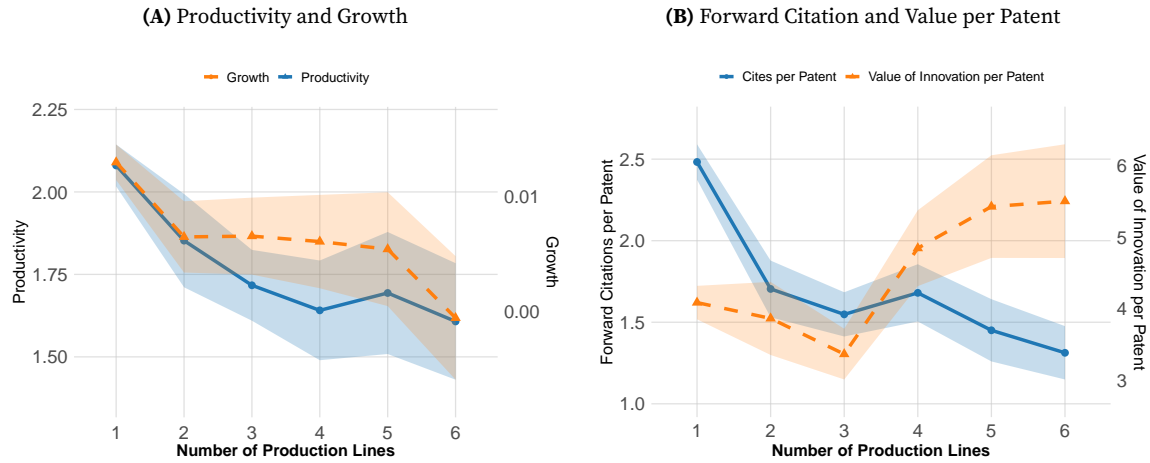 (A) Productivity and Growth
Growth Productivity
2.25
2.00
1.75
1.50
Productivity
0.01
0.00
Growth
1 2 3 4 5 6
Number of Production Lines
(B) Forward Citation and Value per Patent
Cites per Patent Value of Innovation per Patent
2.5
2.0
1.5
1.0
Forward Citations per Patent
6
5
4
3
Value of Innovation per Patent
1 2 3 4 5 6
Number of Production Lines